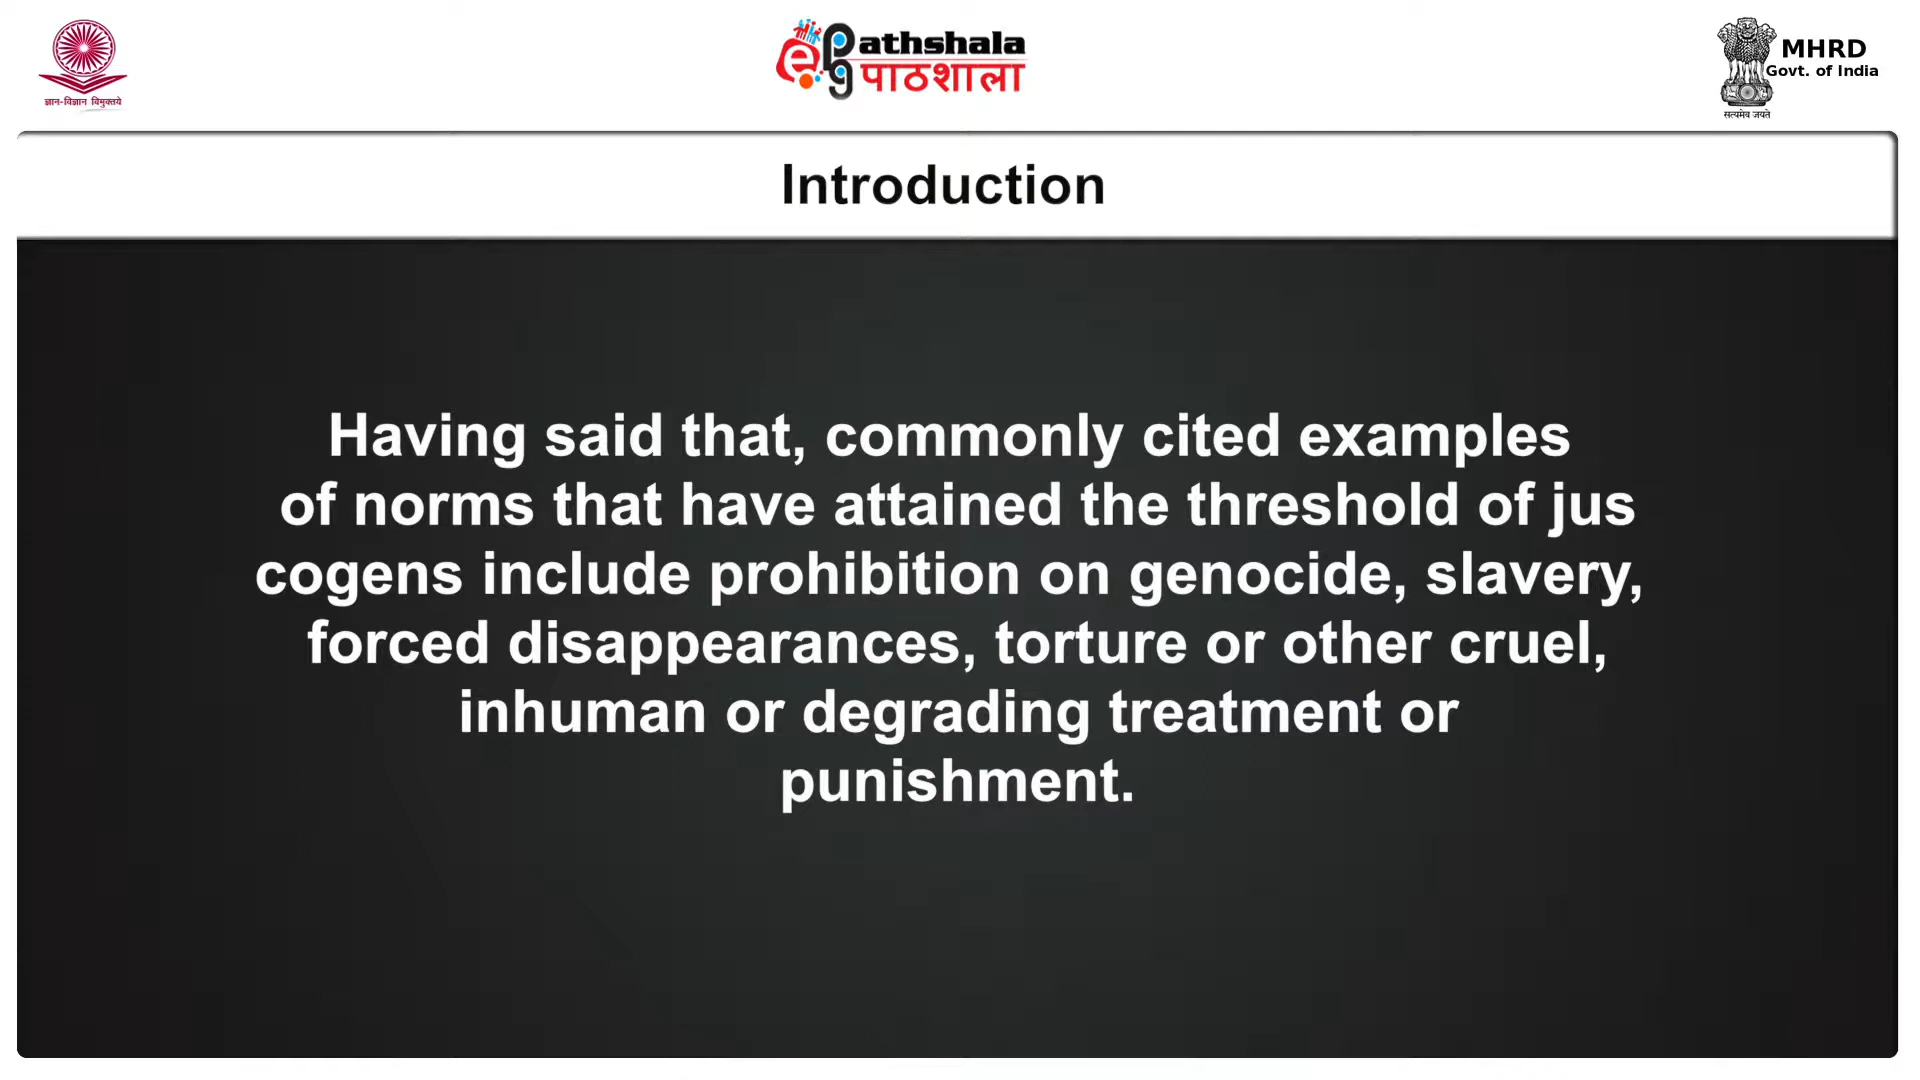 ज्ञान-विज्ञान विमुक्तये
e PG Pathshala
पाठशाला
MHRD
Govt. of India
सत्यमेव जयते
Introduction
Having said that, commonly cited examples
of norms that have attained the threshold of jus
cogens include prohibition on genocide, slavery,
forced disappearances, torture or other cruel,
inhuman or degrading treatment or
punishment.